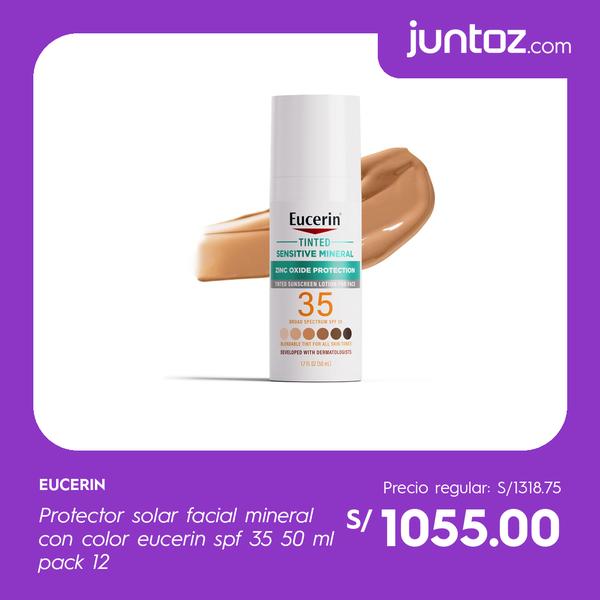 juntoz.com
Eucerin
TINTED
SENSITIVE MINERAL
ZINC OXIDE PROTECTION
TINTED SUNSCREEN LOTION FOR FACE
35
BROAD SPECTRUM SPF 35
BLENDABLE TINT FOR ALL SKIN TONES
DEVELOPED WITH DERMATOLOGISTS
1.7 FL OZ (50 mL)
EUCERIN
Protector solar facial mineral
con color eucerin spf 35 50 ml
pack 12
Precio regular: S/1318.75
S/ 1055.00